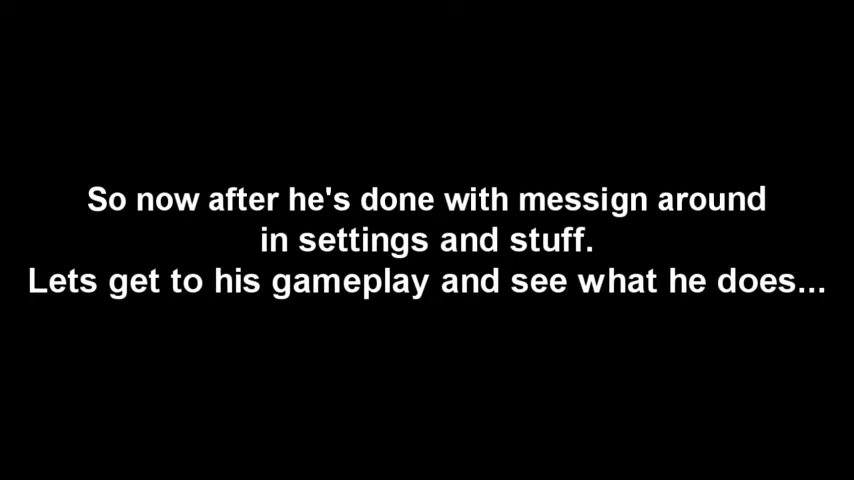 So now after he's done with messign around
in settings and stuff.
Lets get to his gameplay and see what he does...